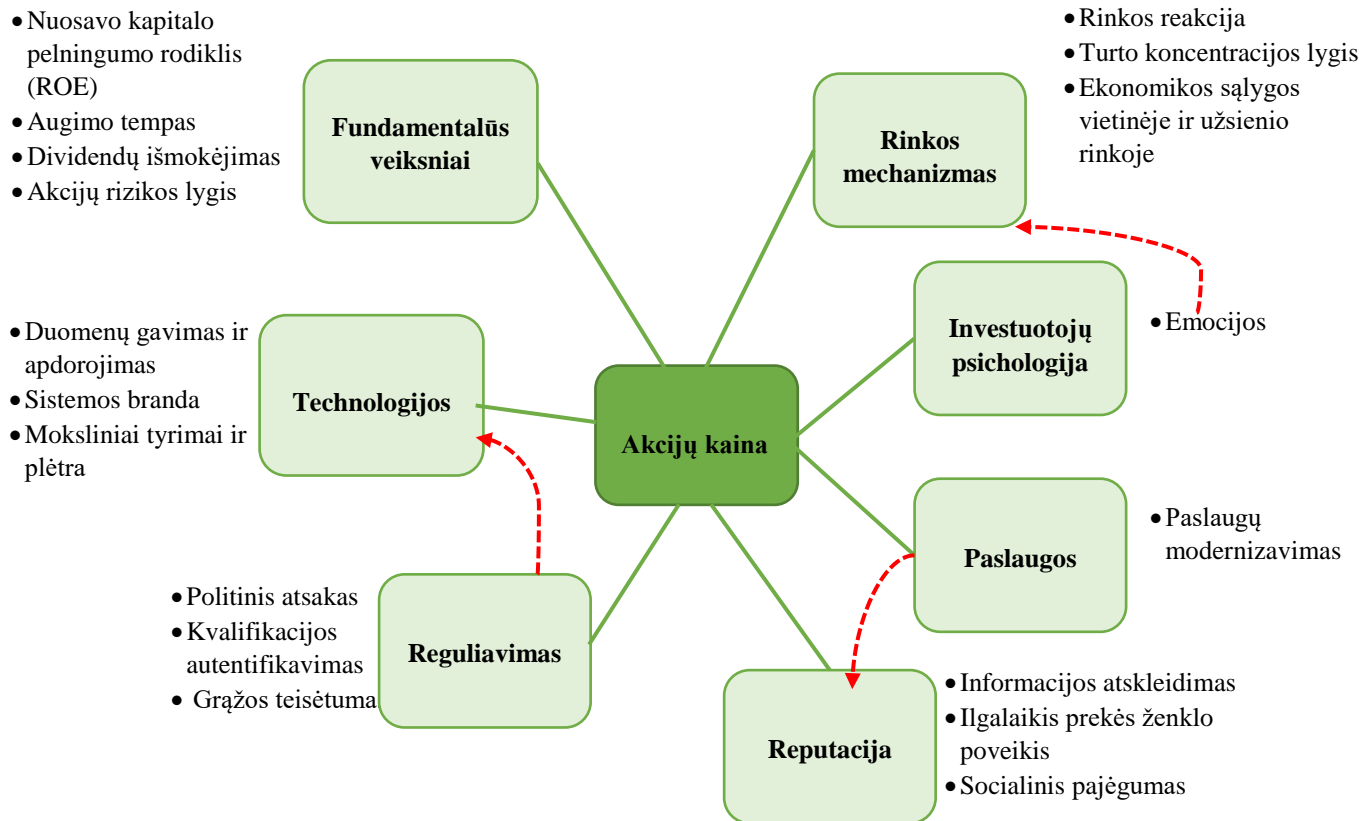 • Nuosavo kapitalo
pelningumo rodiklis
(ROE)
• Augimo tempas
• Dividendų išmokėjimas
• Akcijų rizikos lygis
Fundamentalūs
veiksniai
Rinkos
mechanizmas
• Rinkos reakcija
• Turto koncentracijos lygis
• Ekonomikos sąlygos
vietinėje ir užsienio
rinkoje
• Duomenų gavimas ir
apdorojimas
• Sistemos branda
• Moksliniai tyrimai ir
plėtra
Technologijos
Akcijų kaina
Investuotojų
psichologija
• Emocijos
Paslaugos
• Paslaugų
modernizavimas
• Politinis atsakas
• Kvalifikacijos
autentifikavimas
• Grąžos teisėtuma
Reguliavimas
Reputacija
• Informacijos atskleidimas
• Ilgalaikis prekės ženklo
poveikis
• Socialinis pajėgumas